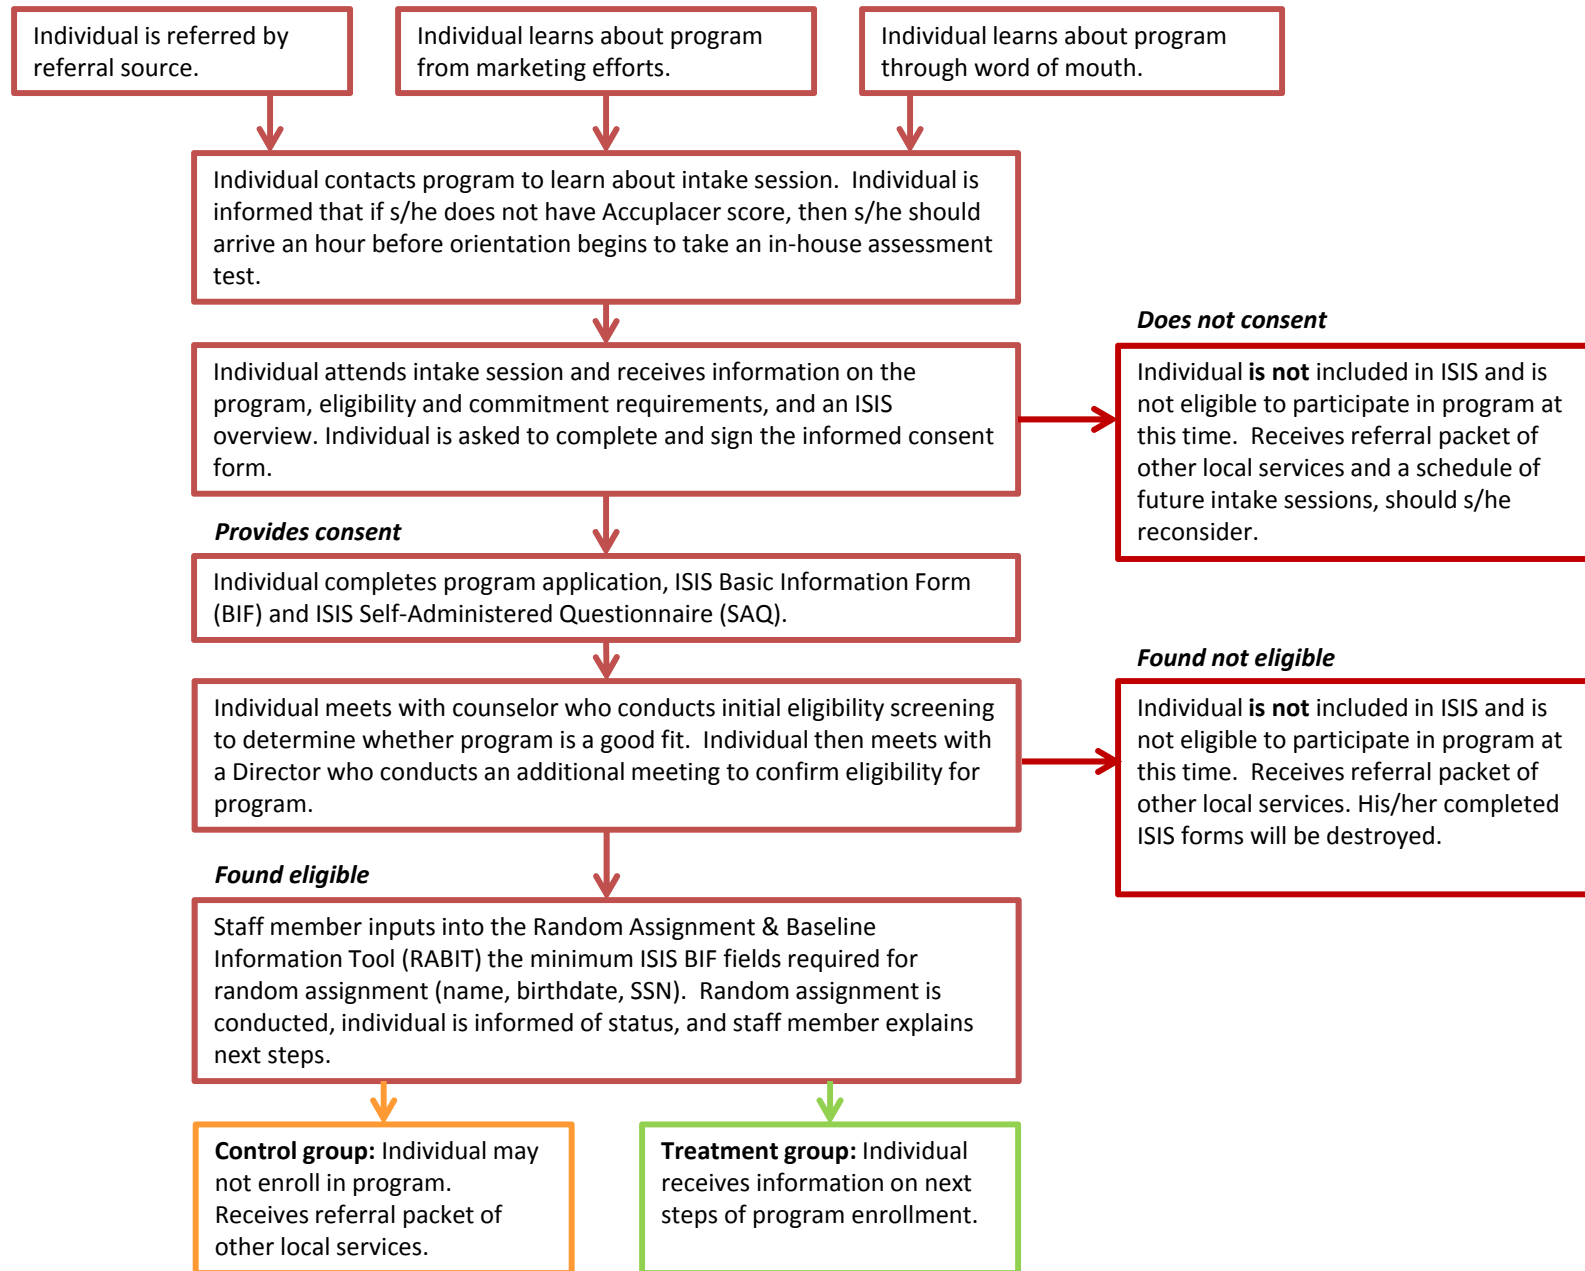 Individual is referred by
referral source.
Individual learns about program
from marketing efforts.
Individual learns about program
through word of mouth.
Individual contacts program to learn about intake session.  Individual is
informed that if s/he does not have Accuplacer score, then s/he should
arrive an hour before orientation begins to take an in-house assessment
test.
Individual attends intake session and receives information on the
program, eligibility and commitment requirements, and an ISIS
overview. Individual is asked to complete and sign the informed consent
form.
Does not consent
Individual is not included in ISIS and is
not eligible to participate in program at
this time.  Receives referral packet of
other local services and a schedule of
future intake sessions, should s/he
reconsider.
Provides consent
Individual completes program application, ISIS Basic Information Form
(BIF) and ISIS Self-Administered Questionnaire (SAQ).
Individual meets with counselor who conducts initial eligibility screening
to determine whether program is a good fit.  Individual then meets with
a Director who conducts an additional meeting to confirm eligibility for
program.
Found not eligible
Individual is not included in ISIS and is
not eligible to participate in program at
this time.  Receives referral packet of
other local services. His/her completed
ISIS forms will be destroyed.
Found eligible
Staff member inputs into the Random Assignment & Baseline
Information Tool (RABIT) the minimum ISIS BIF fields required for
random assignment (name, birthdate, SSN).  Random assignment is
conducted, individual is informed of status, and staff member explains
next steps.
Control group: Individual may
not enroll in program.
Receives referral packet of
other local services.
Treatment group: Individual
receives information on next
steps of program enrollment.